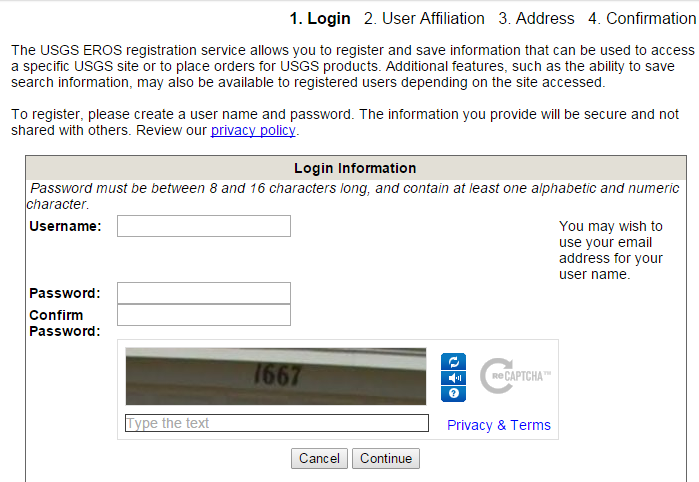 1. Login 2. User Affiliation 3. Address 4. Confirmation
The USGS EROS registration service allows you to register and save information that can be used to access
a specific USGS site or to place orders for USGS products. Additional features, such as the ability to save
search information, may also be available to registered users depending on the site accessed.
To register, please create a user name and password. The information you provide will be secure and not
shared with others. Review our privacy policy.
Login Information
Password must be between 8 and 16 characters long, and contain at least one alphabetic and numeric
character.
Username:
You may wish to
use your email
address for your
user name.
Password:
Confirm
Password:
1667
?
Re CAPTCHA™
Type the text
Privacy & Terms
Cancel Continue